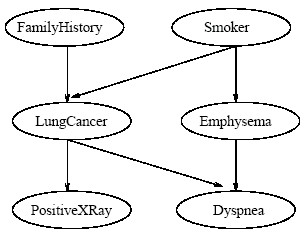 FamilyHistory
Smoker
LungCancer
Emphysema
PositiveXRay
Dyspnea